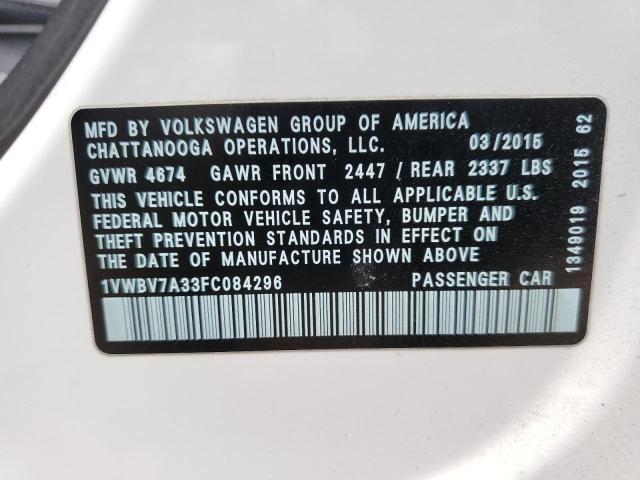 MFD BY VOLKSWAGEN GROUP OF AMERICA
CHATTANOOGA OPERATIONS, LLC. 03/2015
GVWR 4674 GAWR FRONT 2447 / REAR 2337 LBS
THIS VEHICLE CONFORMS TO ALL APPLICABLE U.S.
FEDERAL MOTOR VEHICLE SAFETY, BUMPER AND
THEFT PREVENTION STANDARDS IN EFFECT ON
THE DATE OF MANUFACTURE SHOWN ABOVE.
1VWBV7A33FC084296 PASSENGER CAR
1349019 2015 62